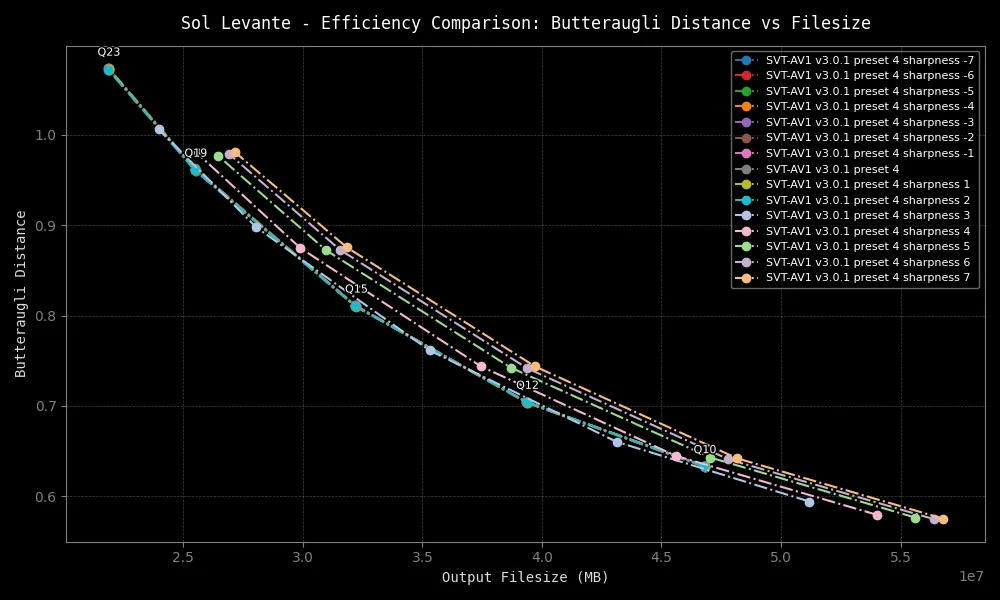 Sol Levante - Efficiency Comparison: Butteraugli Distance vs Filesize
Q23
Q19
Q15
Q12
Q10
SVT-AV1 v3.0.1 preset 4 sharpness -7
SVT-AV1 v3.0.1 preset 4 sharpness -6
SVT-AV1 v3.0.1 preset 4 sharpness -5
SVT-AV1 v3.0.1 preset 4 sharpness -4
SVT-AV1 v3.0.1 preset 4 sharpness -3
SVT-AV1 v3.0.1 preset 4 sharpness -2
SVT-AV1 v3.0.1 preset 4 sharpness -1
SVT-AV1 v3.0.1 preset 4
SVT-AV1 v3.0.1 preset 4 sharpness 1
SVT-AV1 v3.0.1 preset 4 sharpness 2
SVT-AV1 v3.0.1 preset 4 sharpness 3
SVT-AV1 v3.0.1 preset 4 sharpness 4
SVT-AV1 v3.0.1 preset 4 sharpness 5
SVT-AV1 v3.0.1 preset 4 sharpness 6
SVT-AV1 v3.0.1 preset 4 sharpness 7
Butteraugli Distance
1.0
0.9
0.8
0.7
0.6
2.5 3.0 3.5 4.0 4.5 5.0 5.5
1e7
Output Filesize (MB)